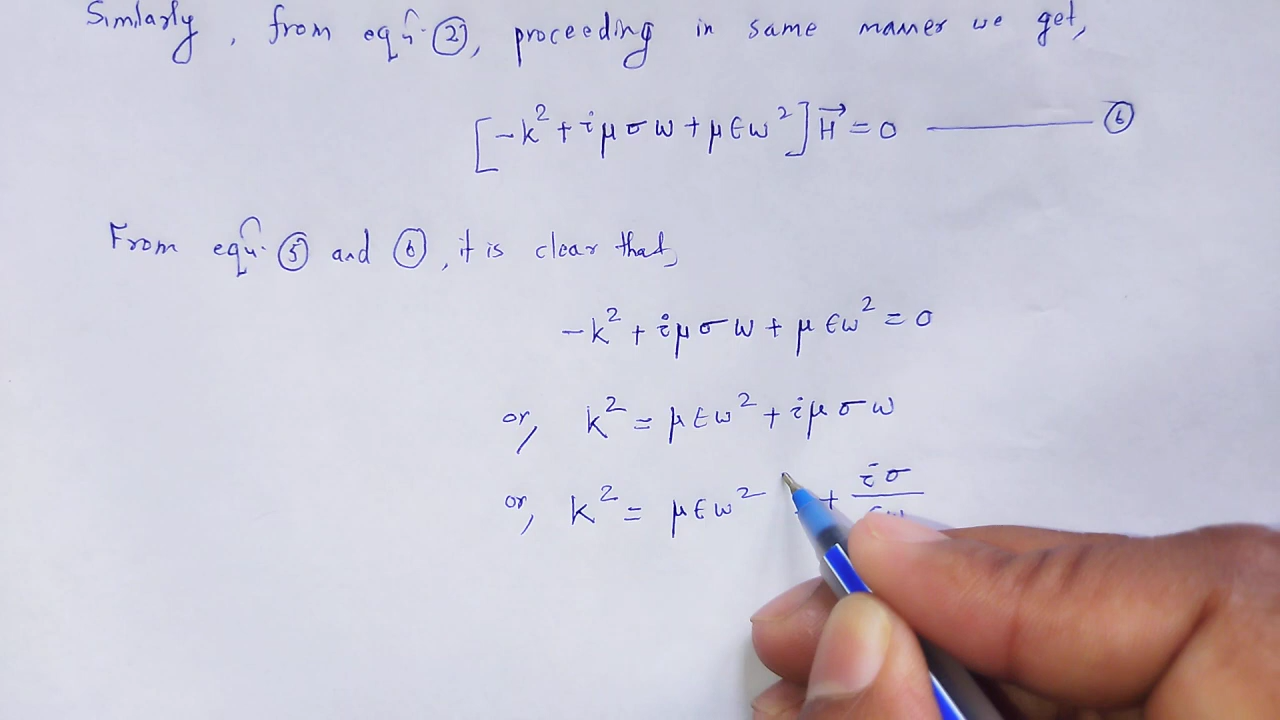 Similarly, from eqn. ②, proceeding in same manner we get,
[-k² + iμσω + μϵω²] H⃗ = 0 ——— ⑥
From eqn. ⑤ and ⑥, it is clear that,
-k² + iμσω + μϵω² = 0
or, k² = μϵω² + iμσω
or, k² = μϵω² + iσ